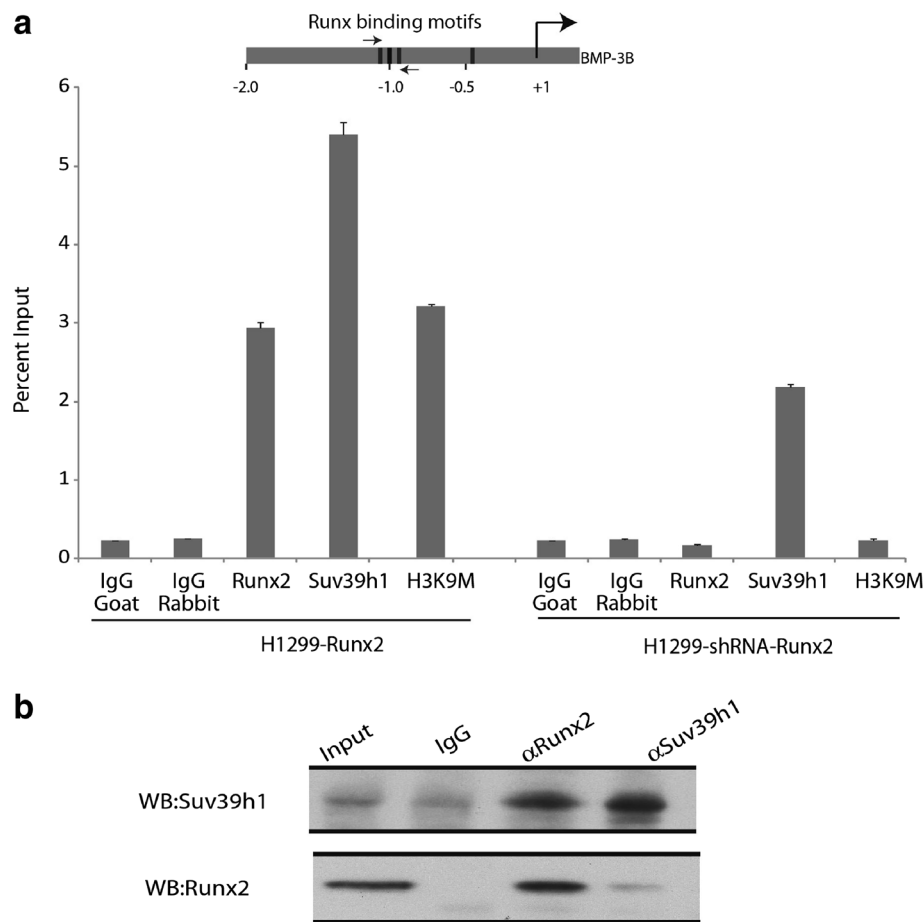 a
Runx binding motifs
BMP-3B
-2.0 -1.0 -0.5 +1
Percent Input
6
5
4
3
2
1
0
IgG Goat IgG Rabbit Runx2 Suv39h1 H3K9M IgG Goat IgG Rabbit Runx2 Suv39h1 H3K9M
H1299-Runx2 H1299-shRNA-Runx2
b
Input IgG αRunx2 αSuv39h1
WB:Suv39h1
WB:Runx2